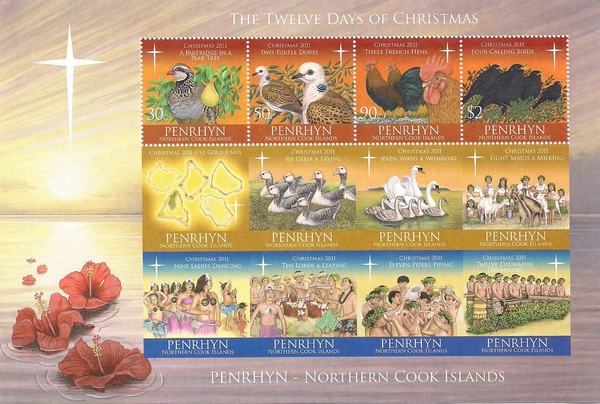 The Twelve Days of Christmas
Christmas 2011
A Partridge in a
Pear Tree
30
Penrhyn
Northern Cook Islands
Christmas 2011
Two Turtle Doves
50
Penrhyn
Northern Cook Islands
Christmas 2011
Three French Hens
90
Penrhyn
Northern Cook Islands
Christmas 2011
Four Calling Birds
$2
Penrhyn
Northern Cook Islands
Christmas 2011 Five Gold Rings
Penrhyn
Northern Cook Islands
Christmas 2011
Six Geese a Laying
Penrhyn
Northern Cook Islands
Christmas 2011
Seven Swans a Swimming
Penrhyn
Northern Cook Islands
Christmas 2011
Eight Maids a Milking
Penrhyn
Northern Cook Islands
Christmas 2011
Nine Ladies Dancing
Penrhyn
Northern Cook Islands
Christmas 2011
Ten Lords a Leaping
Penrhyn
Northern Cook Islands
Christmas 2011
Eleven Pipers Piping
Penrhyn
Northern Cook Islands
Christmas 2011
Twelve Drummers
Penrhyn
Northern Cook Islands
Penrhyn - Northern Cook Islands